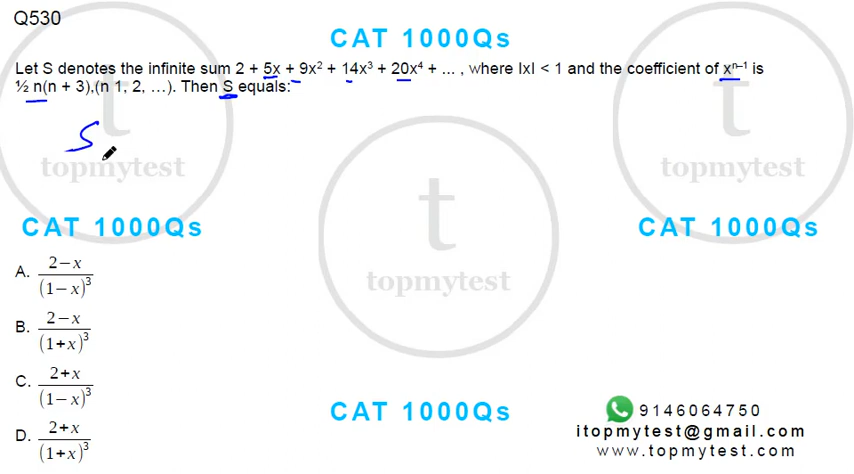 Q530
CAT 1000Qs
Let S denotes the infinite sum 2 + 5x + 9x² + 14x³ + 20x⁴ + ... , where IxI < 1 and the coefficient of xⁿ⁻¹ is
½ n(n + 3),(n 1, 2, …). Then S equals:
S
t
topmytest
t
topmytest
t
topmytest
CAT 1000Qs
CAT 1000Qs
A. (2−x)/(1−x)³
B. (2−x)/(1+x)³
C. (2+x)/(1−x)³
D. (2+x)/(1+x)³
CAT 1000Qs
9146064750
itopmytest@gmail.com
www.topmytest.com